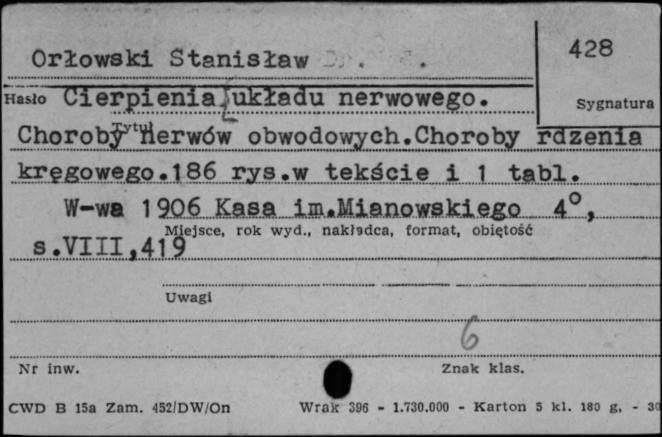 Orłowski Stanisław
428
Hasło Cierpienia układu nerwowego.
Sygnatura
Tytuł
Choroby nerwów obwodowych.Choroby rdzenia
kręgowego.186 rys.w tekście i 1 tabl.
W-wa 1906 Kasa im.Mianowskiego 4°,
Miejsce, rok wyd., nakładca, format, objętość
s.VIII,419
Uwagi
6
Nr inw.
Znak klas.
CWD B 15a Zam. 452/DW/On Wrak 396 - 1.730.000 - Karton 5 kl. 180 g, - 30